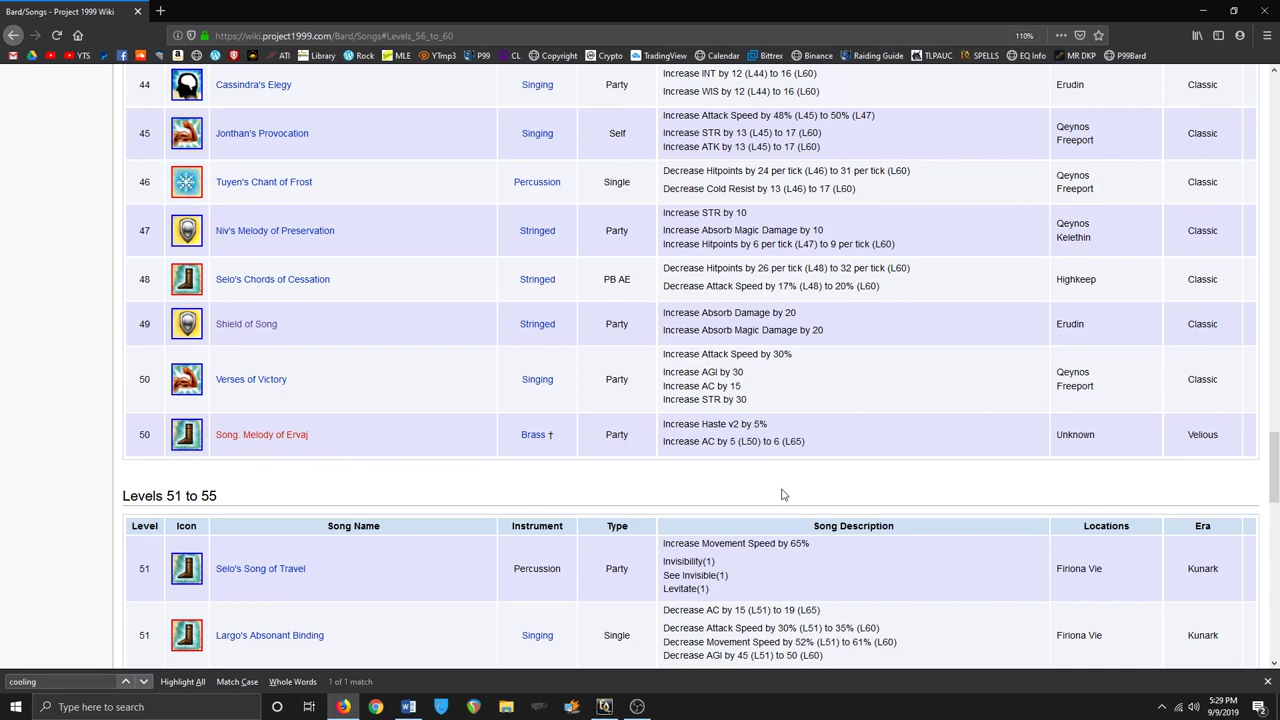 Bard/Songs - Project 1999 Wiki
https://wiki.project1999.com/Bard/Songs#Levels_56_to_60
110%
YTS
ATI
Library
Rock
MLE
YTmp3
P99
CL
Copyright
Crypto
TradingView
Calendar
Bittrex
Binance
Raiding Guide
TLPAUC
SPELLS
EQ Info
MR DKP
P99Bard
44 Cassindra's Elegy Singing Party Increase INT by 12 (L44) to 16 (L60) Erudin Classic
Increase WIS by 12 (L44) to 16 (L60)
45 Jonthan's Provocation Singing Self Increase Attack Speed by 48% (L45) to 50% (L47) Qeynos Classic
Increase STR by 13 (L45) to 17 (L60) Freeport
Increase ATK by 13 (L45) to 17 (L60)
46 Tuyen's Chant of Frost Percussion Single Decrease Hitpoints by 24 per tick (L46) to 31 per tick (L60) Qeynos Classic
Decrease Cold Resist by 13 (L46) to 17 (L60) Freeport
47 Niv's Melody of Preservation Stringed Party Increase STR by 10 Qeynos Classic
Increase Absorb Magic Damage by 10 Kelethin
Increase Hitpoints by 6 per tick (L47) to 9 per tick (L60)
48 Selo's Chords of Cessation Stringed PB AE Decrease Hitpoints by 26 per tick (L48) to 32 per tick (L60) Highkeep Classic
Decrease Attack Speed by 17% (L48) to 20% (L60)
49 Shield of Song Stringed Party Increase Absorb Damage by 20 Erudin Classic
Increase Absorb Magic Damage by 20
50 Verses of Victory Singing Party Increase Attack Speed by 30% Qeynos Classic
Increase AGI by 30 Freeport
Increase AC by 15
Increase STR by 30
50 Song: Melody of Ervaj Brass † Party Increase Haste v2 by 5% Unknown Velious
Increase AC by 5 (L50) to 6 (L65)
Levels 51 to 55
Level Icon Song Name Instrument Type Song Description Locations Era
51 Selo's Song of Travel Percussion Party Increase Movement Speed by 65% Firiona Vie Kunark
Invisibility(1)
See Invisible(1)
Levitate(1)
51 Largo's Absonant Binding Singing Single Decrease AC by 15 (L51) to 19 (L65) Firiona Vie Kunark
Decrease Attack Speed by 30% (L51) to 35% (L60)
Decrease Movement Speed by 52% (L51) to 61% (L60)
Decrease AGI by 45 (L51) to 50 (L60)
cooling Highlight All Match Case Whole Words 1 of 1 match
Type here to search
5:29 PM
9/9/2019
2